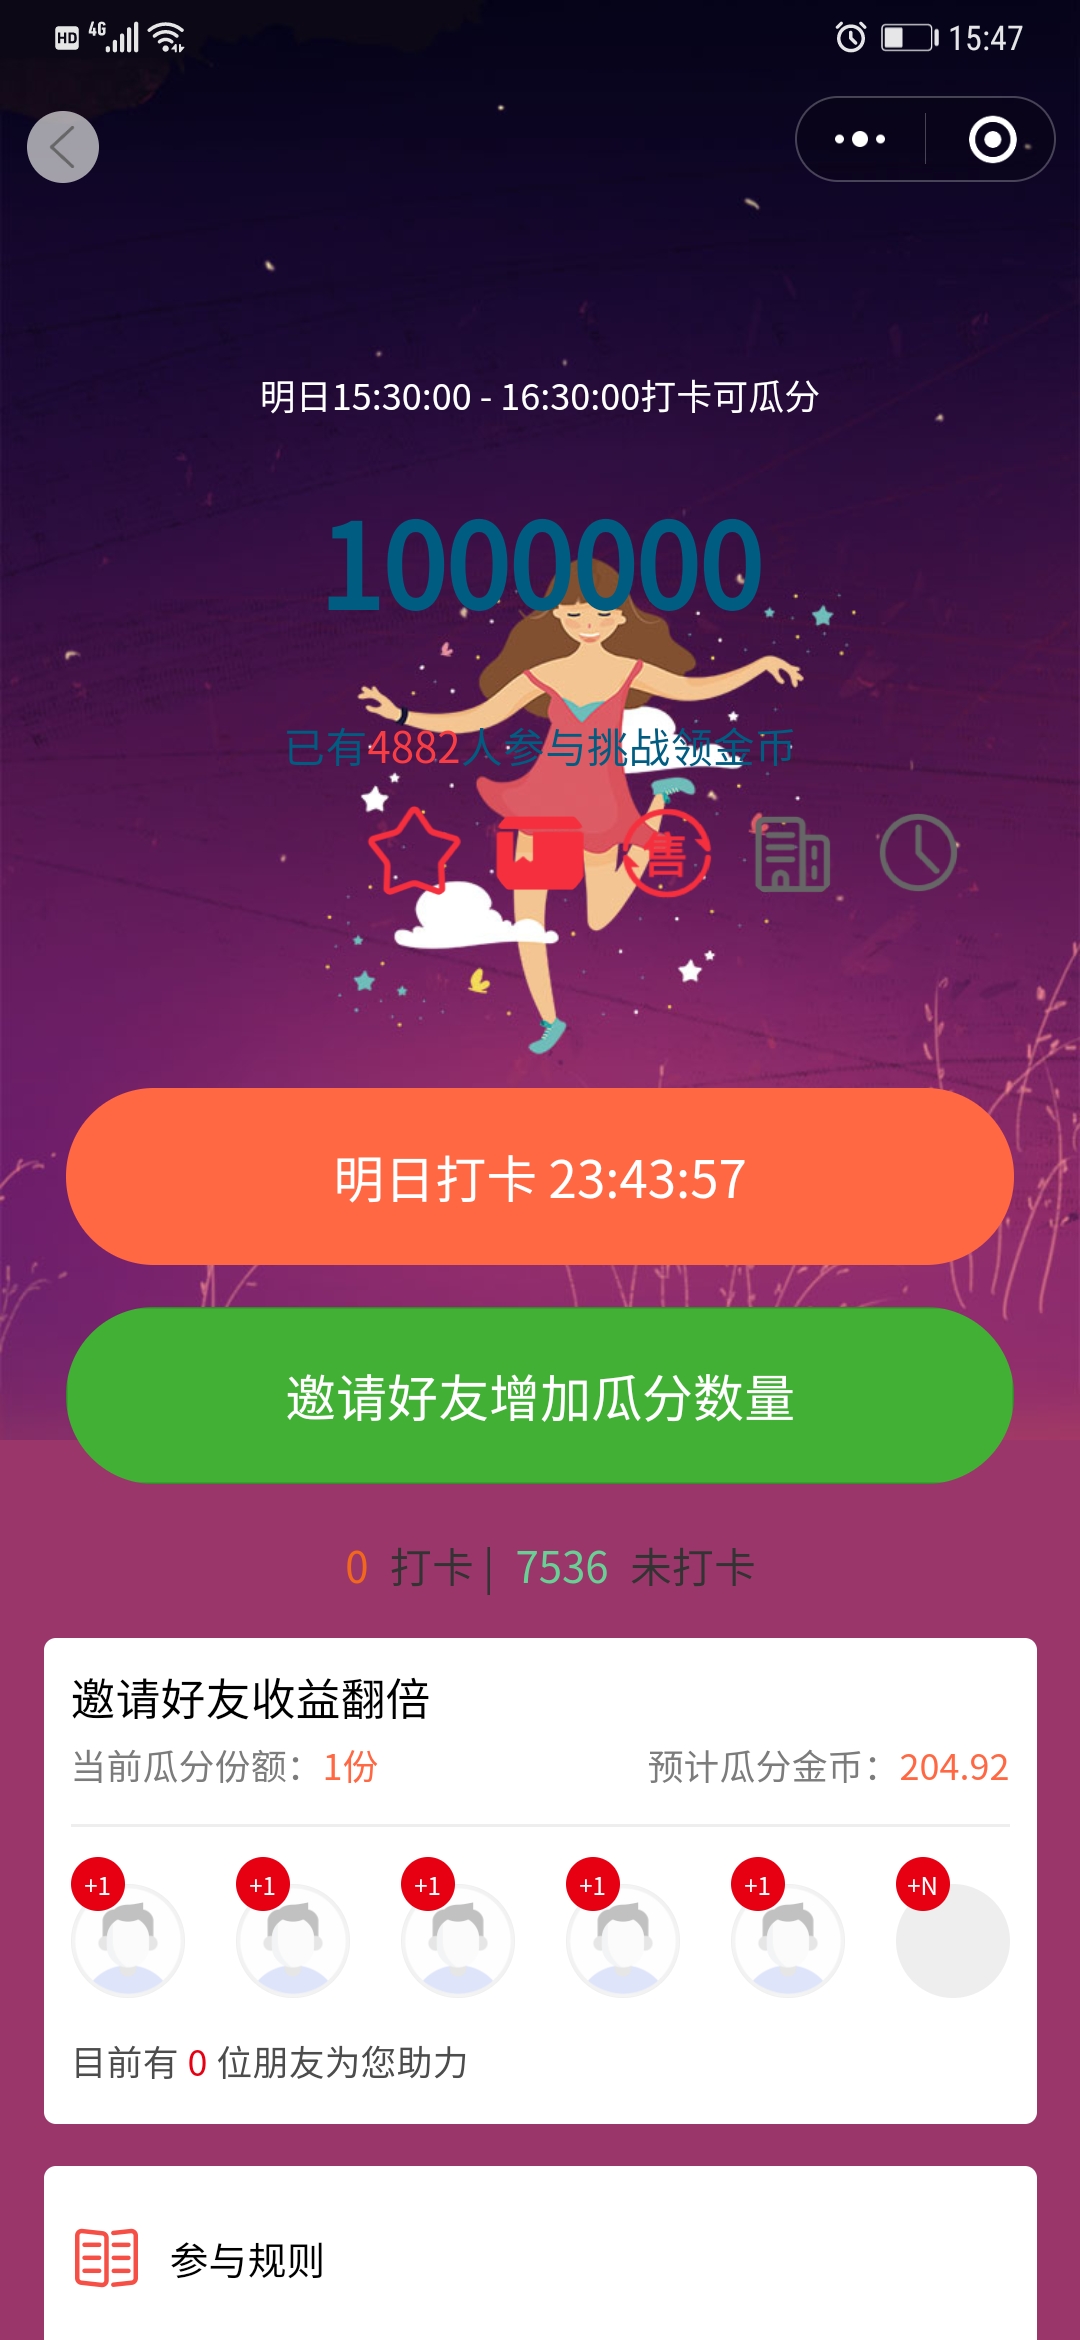 HD 4G 15:47
明日15:30:00 - 16:30:00打卡可瓜分
1000000
已有4882人参与挑战领金币
售
明日打卡 23:43:57
邀请好友增加瓜分数量
0 打卡 | 7536 未打卡
邀请好友收益翻倍
当前瓜分份额：1份 预计瓜分金币：204.92
+1 +1 +1 +1 +1 +N
目前有 0 位朋友为您助力
参与规则